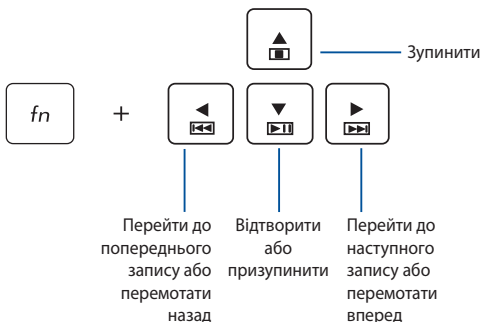 Зупинити
fn
+
Перейти до
попереднього
запису або
перемотати
назад
Відтворити
або
призупинити
Перейти до
наступного
запису або
перемотати
вперед